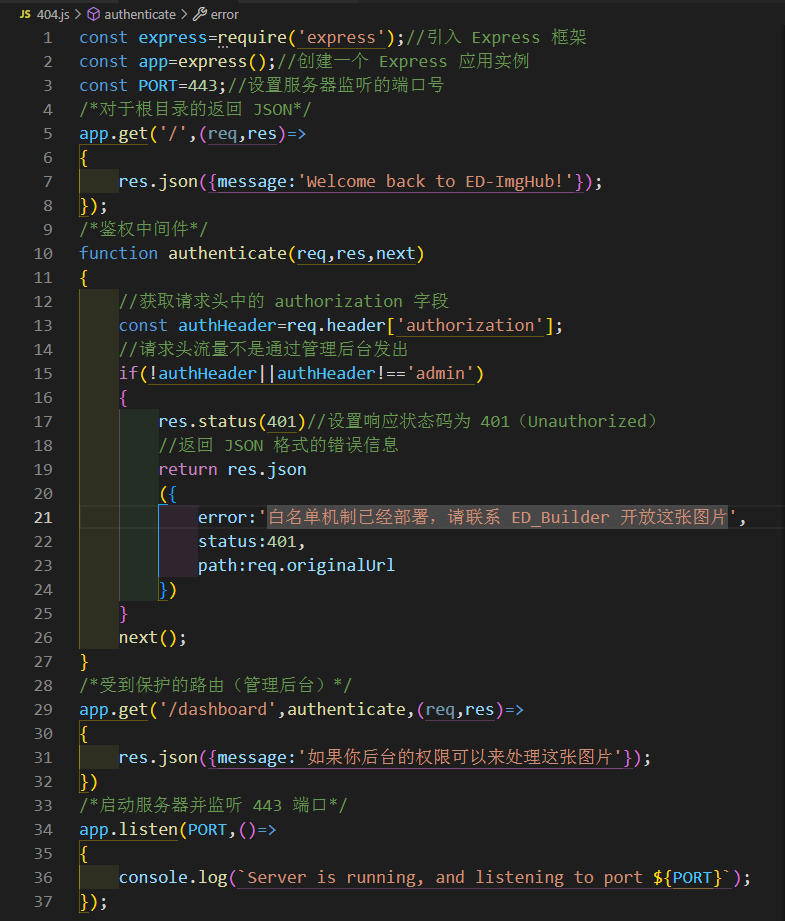 JS 404.js > authenticate > error
1 const express=require('express');//引入 Express 框架
2 const app=express();//创建一个 Express 应用实例
3 const PORT=443;//设置服务器监听的端口号
4 /*对于根目录的返回 JSON*/
5 app.get('/',(req,res)=>
6 {
7     res.json({message:'Welcome back to ED-ImgHub!'});
8 });
9 /*鉴权中间件*/
10 function authenticate(req,res,next)
11 {
12     //获取请求头中的 authorization 字段
13     const authHeader=req.header['authorization'];
14     //请求头流量不是通过管理后台发出
15     if(!authHeader||authHeader!=='admin')
16     {
17         res.status(401)//设置响应状态码为 401（Unauthorized）
18         //返回 JSON 格式的错误信息
19         return res.json
20         ({
21             error:'白名单机制已经部署，请联系 ED_Builder 开放这张图片',
22             status:401,
23             path:req.originalUrl
24         })
25     }
26     next();
27 }
28 /*受到保护的路由（管理后台）*/
29 app.get('/dashboard',authenticate,(req,res)=>
30 {
31     res.json({message:'如果你后台的权限可以来处理这张图片'});
32 })
33 /*启动服务器并监听 443 端口*/
34 app.listen(PORT,()=>
35 {
36     console.log(`Server is running, and listening to port ${PORT}`);
37 });